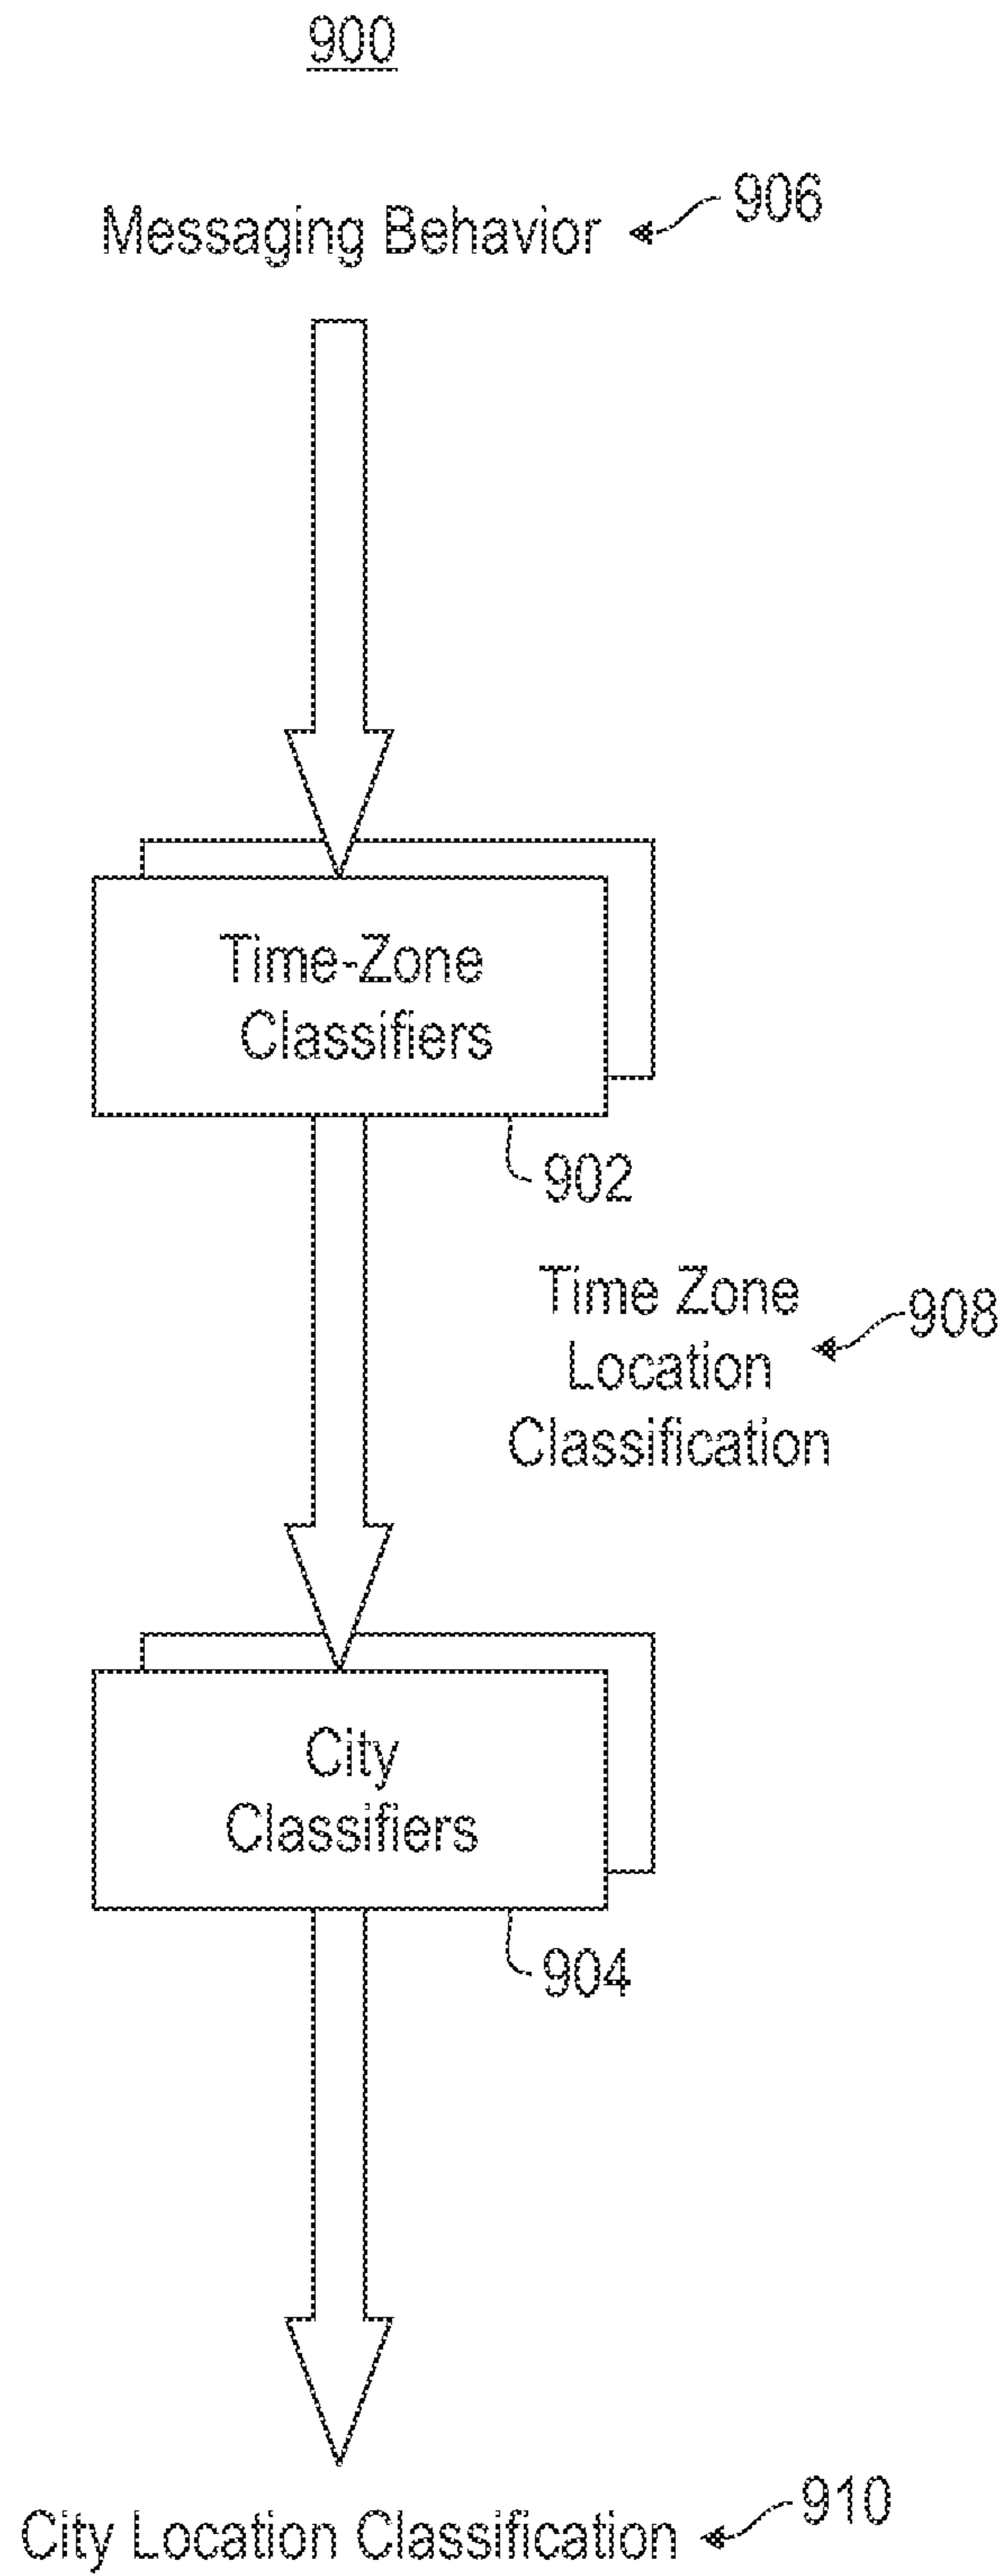 900
Messaging Behavior
906
Time-Zone
Classifiers
902
Time Zone
Location
Classification
908
City
Classifiers
904
City Location Classification
910